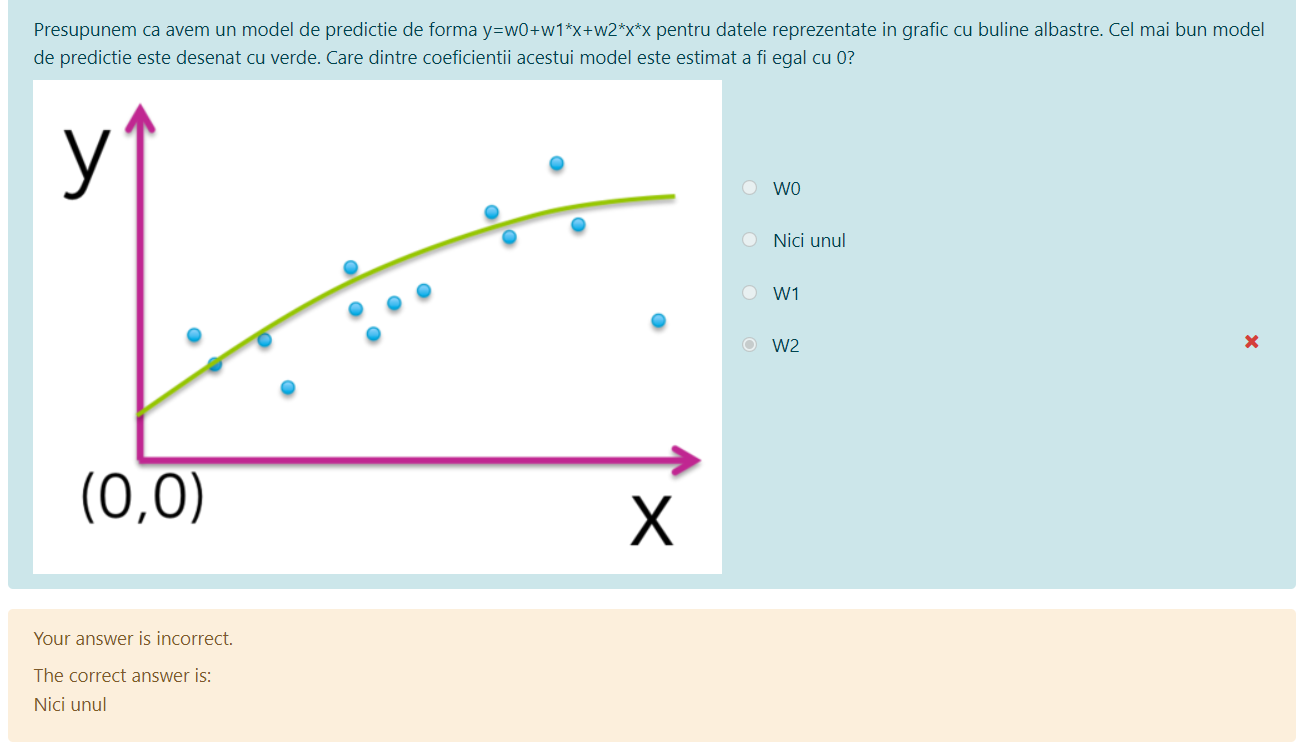 Presupunem ca avem un model de predictie de forma y=w0+w1*x+w2*x*x pentru datele reprezentate in grafic cu buline albastre. Cel mai bun model
de predictie este desenat cu verde. Care dintre coeficientii acestui model este estimat a fi egal cu 0?
y
(0,0)
x
W0
Nici unul
W1
W2
Your answer is incorrect.
The correct answer is:
Nici unul